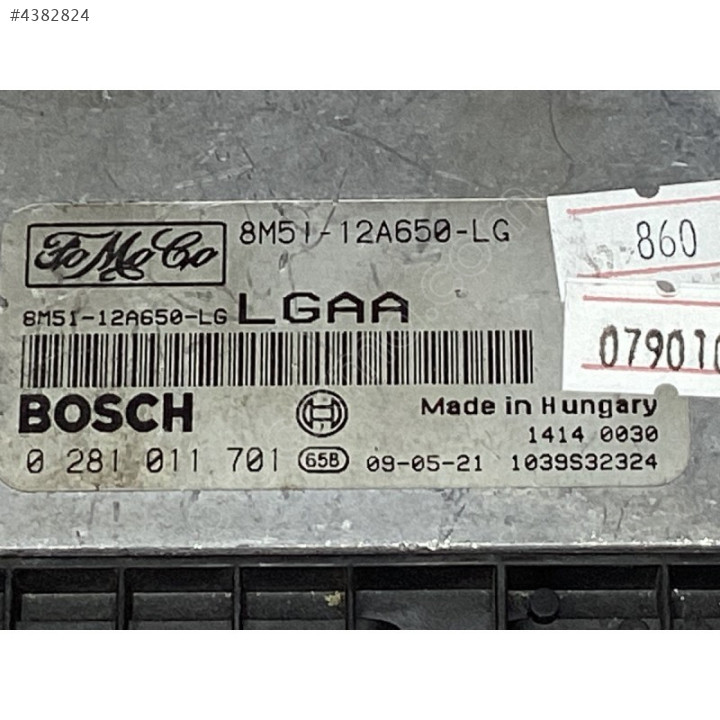 #4382824
FoMoCo
8M51-12A650-LG
8M51-12A650-LG LGAA
860
07901
BOSCH
Made in Hungary
1414 0030
0 281 011 701 65B 09-05-21 1039S32324